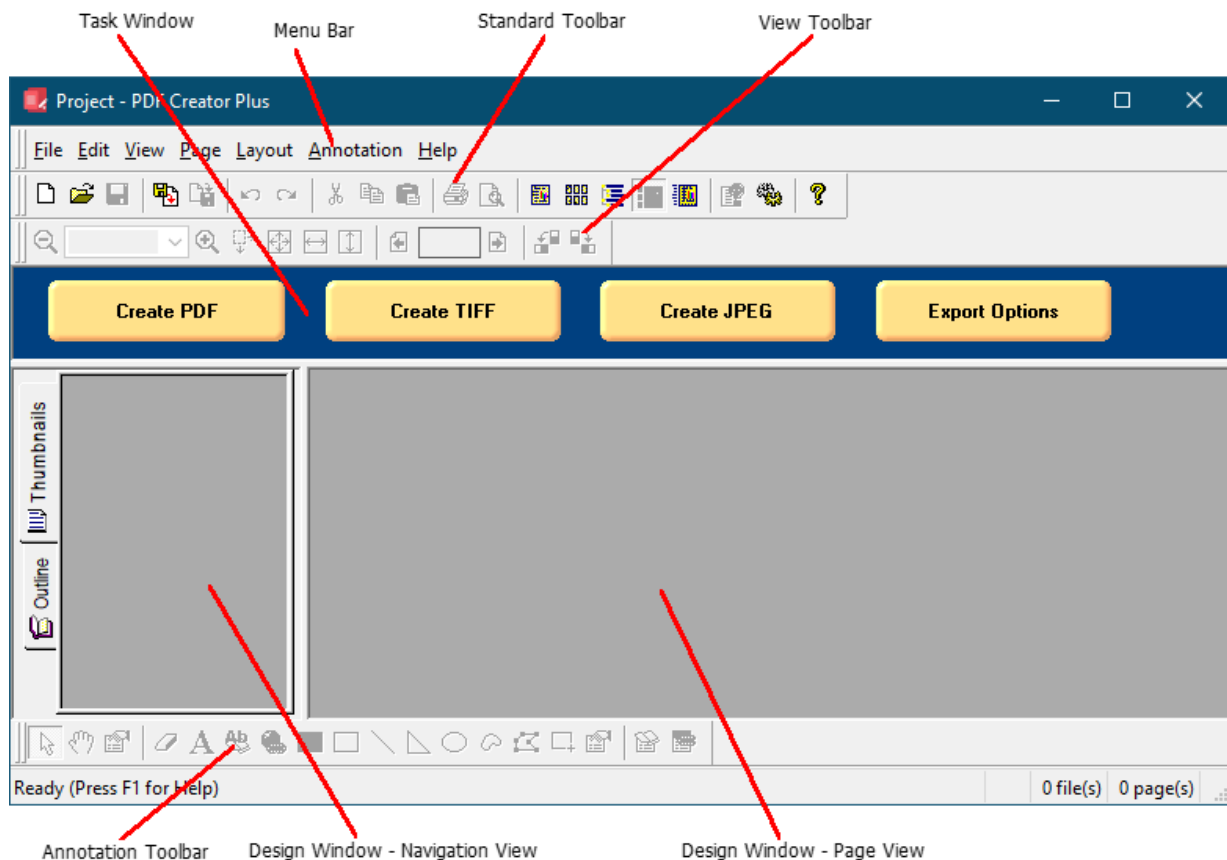 Task Window
Menu Bar
Standard Toolbar
View Toolbar
Project - PDF Creator Plus
File Edit View Page Layout Annotation Help
Create PDF
Create TIFF
Create JPEG
Export Options
Thumbnails
Outline
A
Ab
Ready (Press F1 for Help)
0 file(s)
0 page(s)
Annotation Toolbar
Design Window - Navigation View
Design Window - Page View